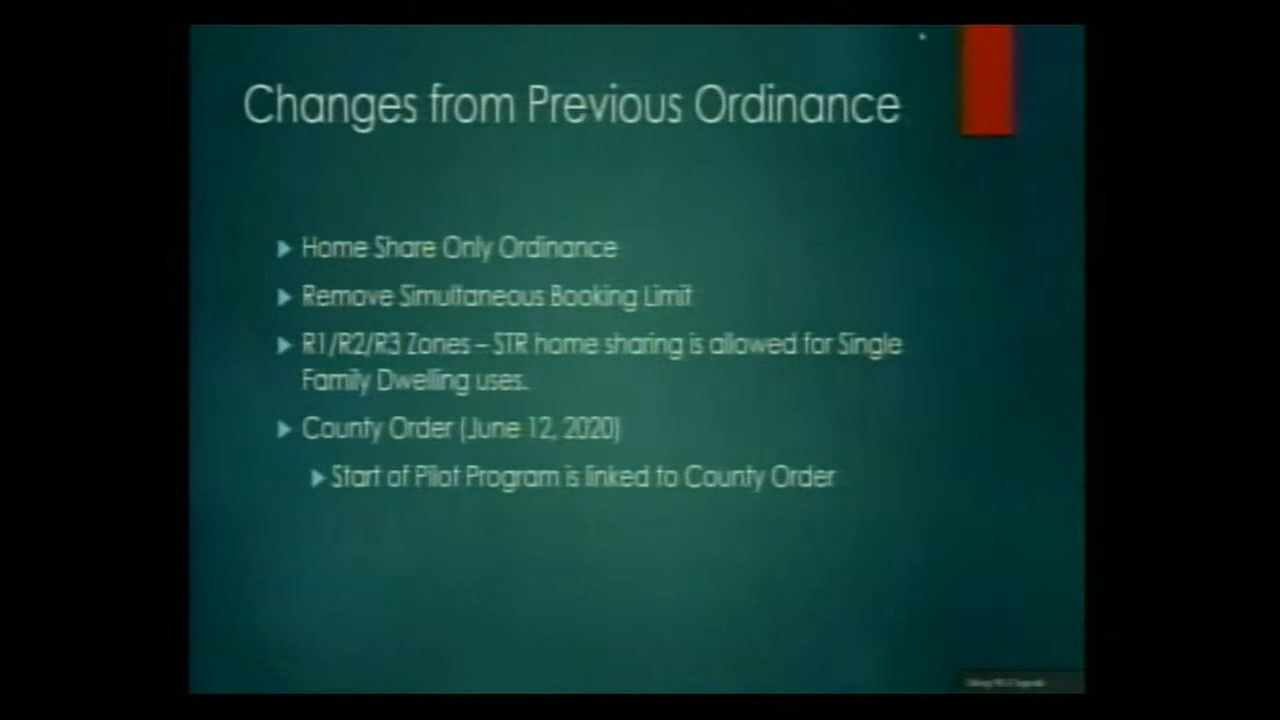 Changes from Previous Ordinance
Home Share Only Ordinance
Remove Simultaneous Booking Limit
R1/R2/R3 Zones – STR home sharing is allowed for Single
Family Dwelling uses.
County Order (June 12, 2020)
Start of Pilot Program is linked to County Order